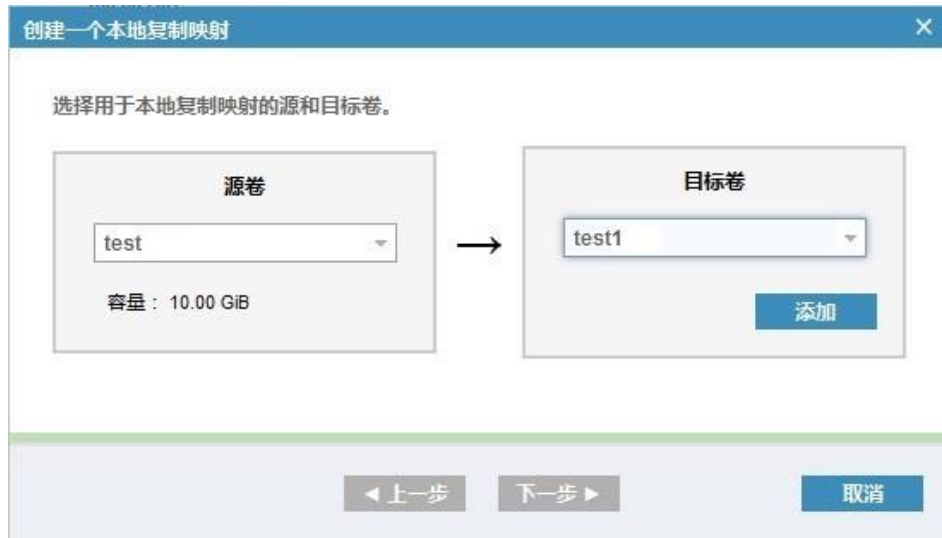 创建一个本地复制映射
选择用于本地复制映射的源和目标卷。
源卷
test
容量： 10.00 GiB
目标卷
test1
添加
上一步
下一步
取消